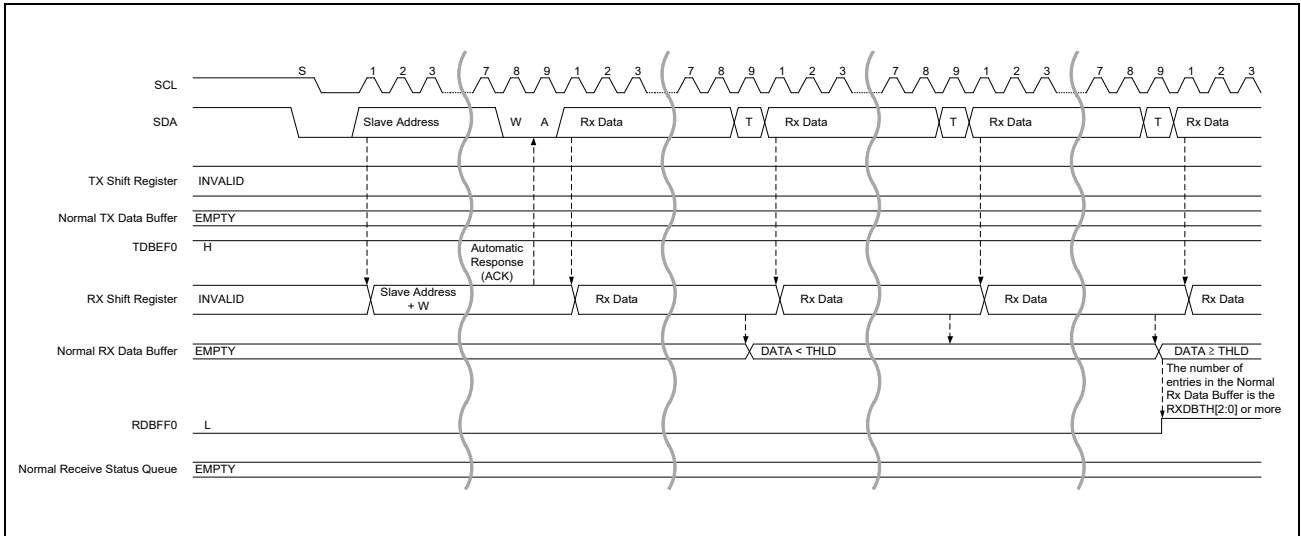 S 1 2 3 7 8 9 1 2 3 7 8 9 1 2 3 7 8 9 1 2 3 7 8 9 1 2 3
SCL
SDA Slave Address W A Rx Data T Rx Data T Rx Data T Rx Data
TX Shift Register INVALID
Normal TX Data Buffer EMPTY
TDBEF0 H
Automatic
Response
(ACK)
RX Shift Register INVALID Slave Address Rx Data Rx Data Rx Data Rx Data
+ W
Normal RX Data Buffer EMPTY DATA < THLD DATA ≥ THLD
The number of
entries in the Normal
Rx Data Buffer is the
RXDBTH[2:0] or more
RDBFF0 L
Normal Receive Status Queue EMPTY